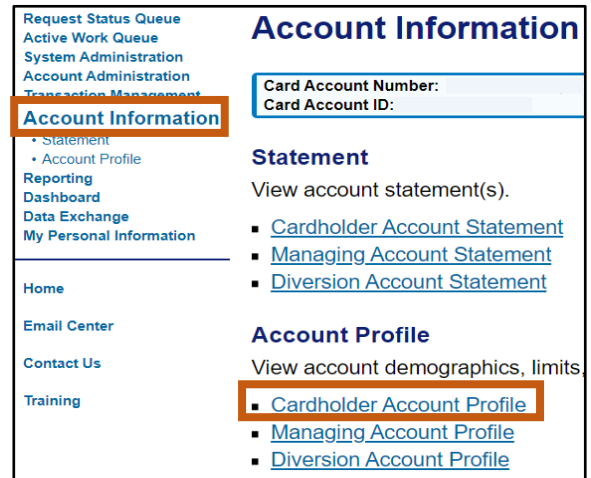 Request Status Queue
Active Work Queue
System Administration
Account Administration
Transaction Management
Account Information
• Statement
• Account Profile
Reporting
Dashboard
Data Exchange
My Personal Information
Home
Email Center
Contact Us
Training
Account Information
Card Account Number:
Card Account ID:
Statement
View account statement(s).
▪ Cardholder Account Statement
▪ Managing Account Statement
▪ Diversion Account Statement
Account Profile
View account demographics, limits,
▪ Cardholder Account Profile
▪ Managing Account Profile
▪ Diversion Account Profile